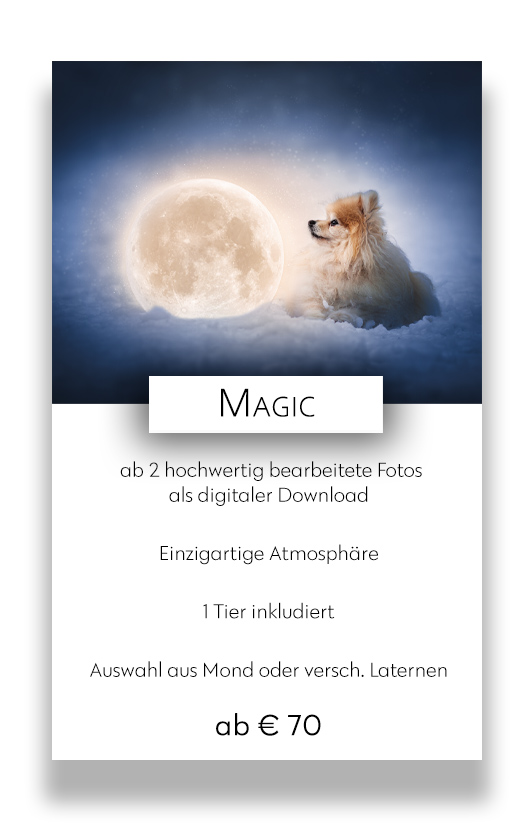 Magic
ab 2 hochwertig bearbeitete Fotos
als digitaler Download
Einzigartige Atmosphäre
1 Tier inkludiert
Auswahl aus Mond oder versch. Laternen
ab € 70